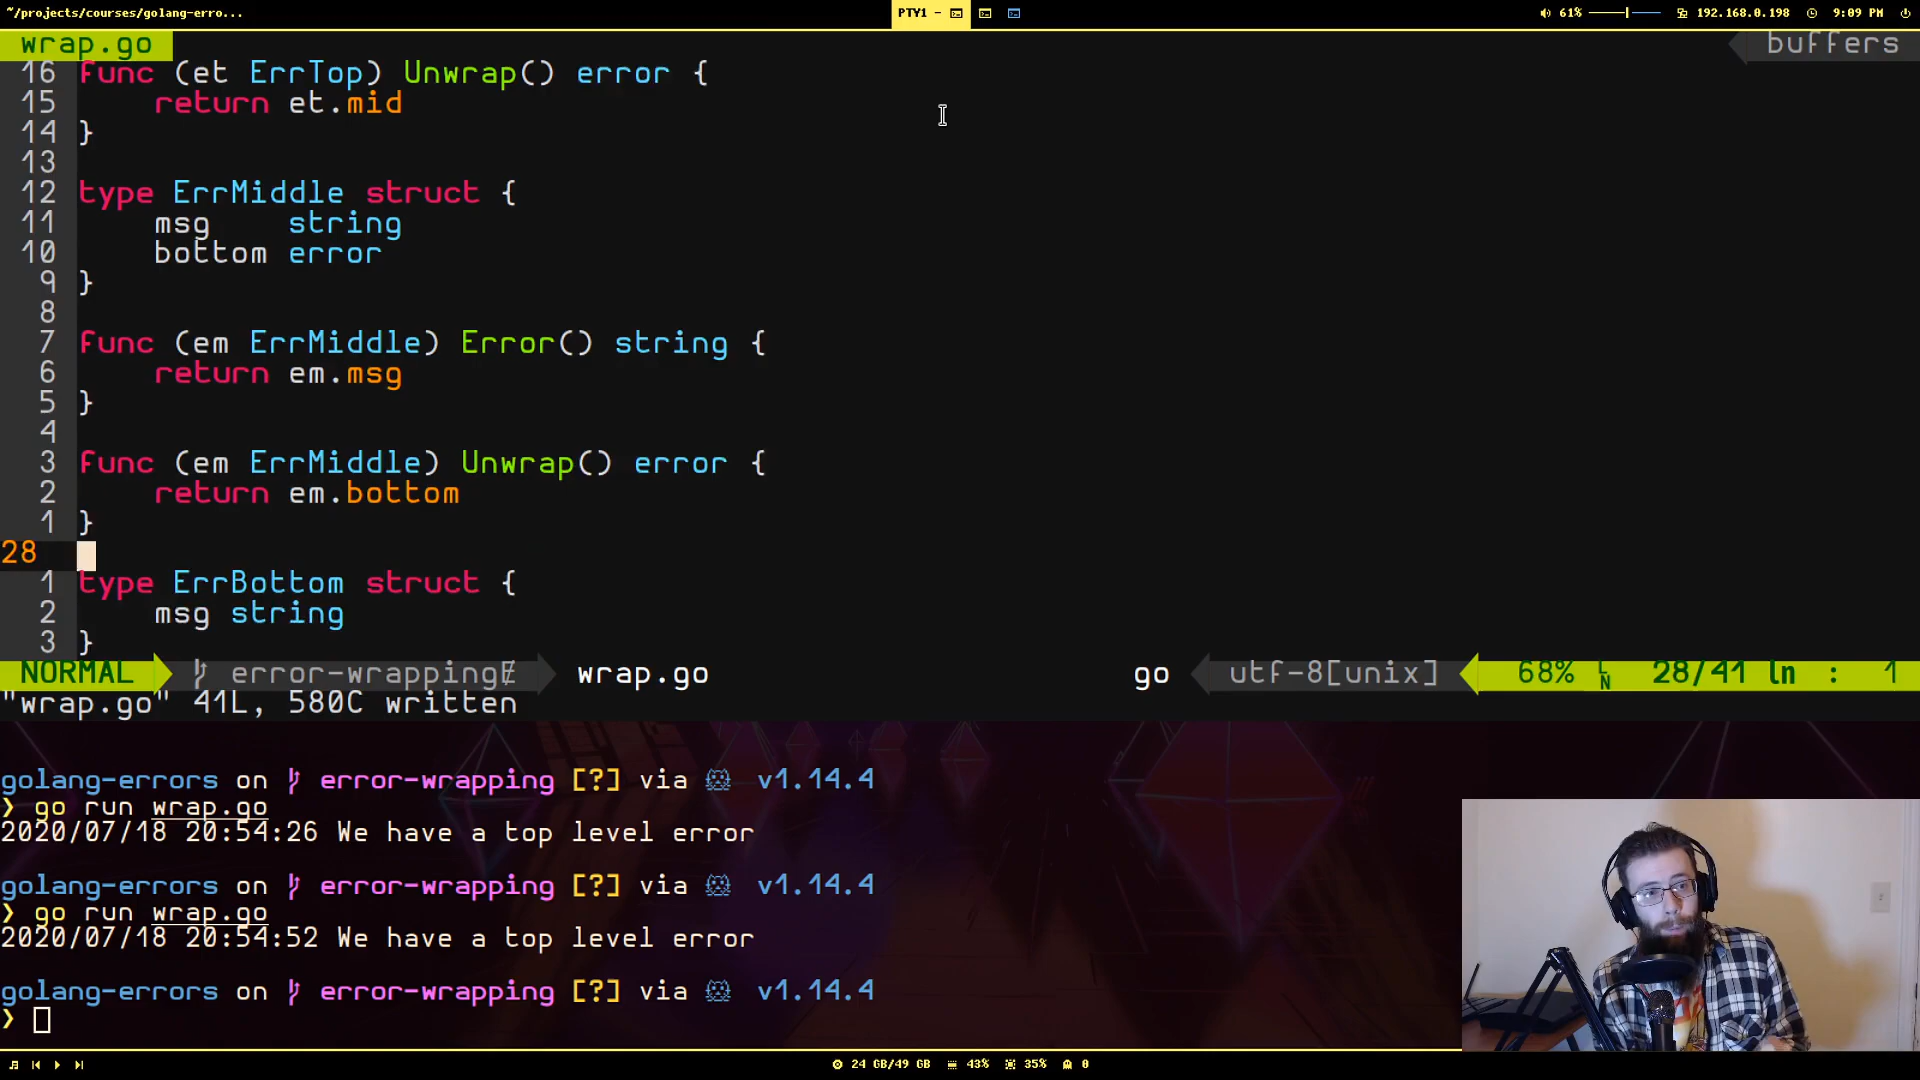 ~/projects/courses/golang-erro...
PTY1 -
61%
192.168.0.198
9:09 PM
wrap.go
buffers
16 func (et ErrTop) Unwrap() error {
15 return et.mid
14 }
13
12 type ErrMiddle struct {
11 msg string
10 bottom error
9 }
8
7 func (em ErrMiddle) Error() string {
6 return em.msg
5 }
4
3 func (em ErrMiddle) Unwrap() error {
2 return em.bottom
1 }
28
1 type ErrBottom struct {
2 msg string
3 }
NORMAL error-wrapping wrap.go go utf-8[unix] 68% LN 28/41 ln : 1
"wrap.go" 41L, 580C written
golang-errors on error-wrapping [?] via v1.14.4
❯ go run wrap.go
2020/07/18 20:54:26 We have a top level error
golang-errors on error-wrapping [?] via v1.14.4
❯ go run wrap.go
2020/07/18 20:54:52 We have a top level error
golang-errors on error-wrapping [?] via v1.14.4
❯
24 GB/49 GB 43% 35% 0